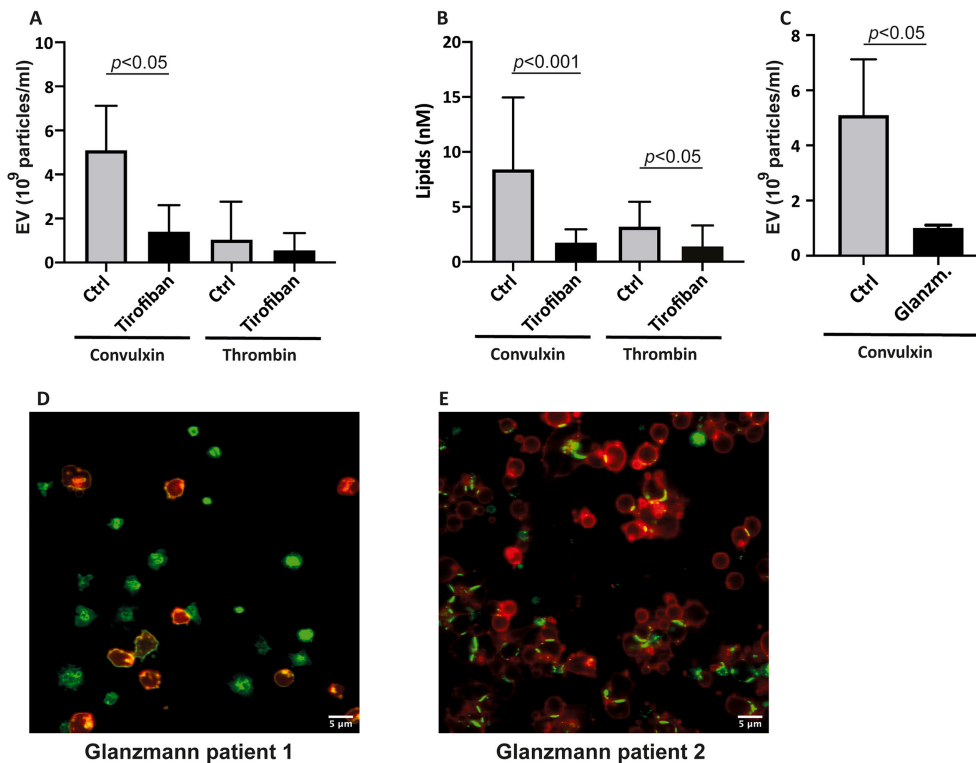 A
EV (10⁹ particles/ml)
10
8
6
4
2
0
p<0.05
Ctrl
Tirofiban
Ctrl
Tirofiban
Convulxin
Thrombin
B
Lipids (nM)
20
15
10
5
0
p<0.001
p<0.05
Ctrl
Tirofiban
Ctrl
Tirofiban
Convulxin
Thrombin
C
EV (10⁹ particles/ml)
8
6
4
2
0
p<0.05
Ctrl
Glanzm.
Convulxin
D
5 µm
Glanzmann patient 1
E
5 µm
Glanzmann patient 2